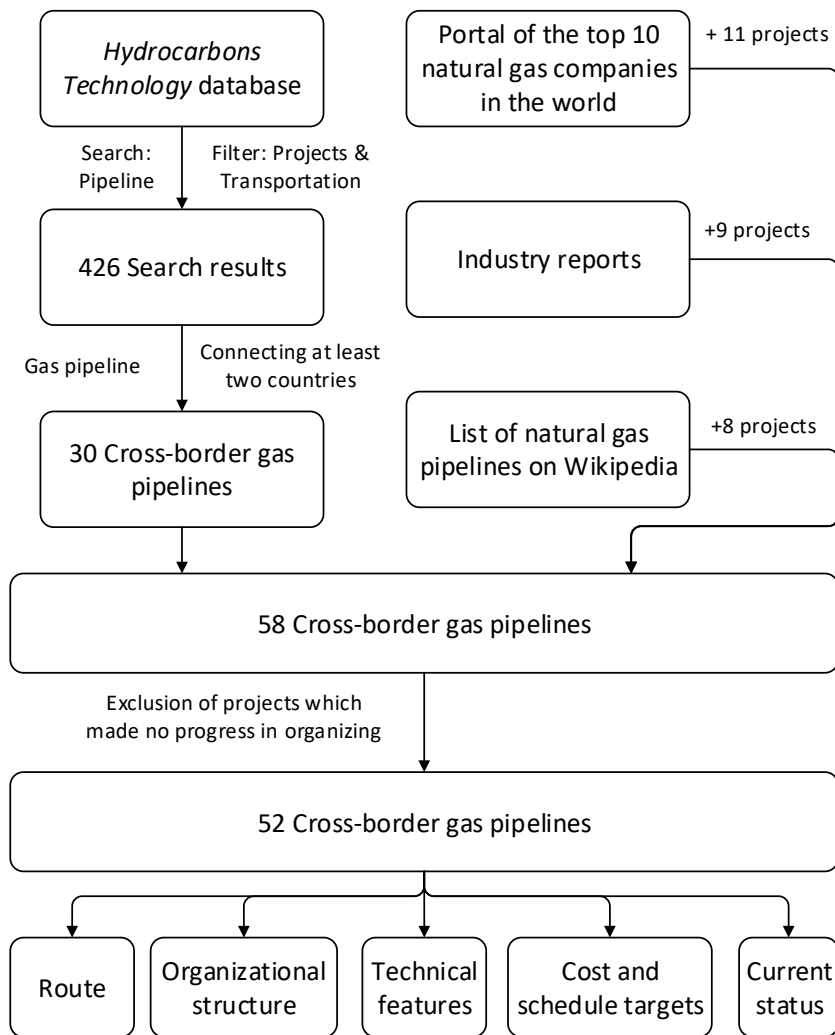 Hydrocarbons
Technology database
Portal of the top 10
natural gas companies
in the world
+ 11 projects
Search:
Pipeline
Filter: Projects &
Transportation
426 Search results
Industry reports
+9 projects
Gas pipeline
Connecting at least
two countries
30 Cross-border gas
pipelines
List of natural gas
pipelines on Wikipedia
+8 projects
58 Cross-border gas pipelines
Exclusion of projects which
made no progress in organizing
52 Cross-border gas pipelines
Route
Organizational
structure
Technical
features
Cost and
schedule targets
Current
status